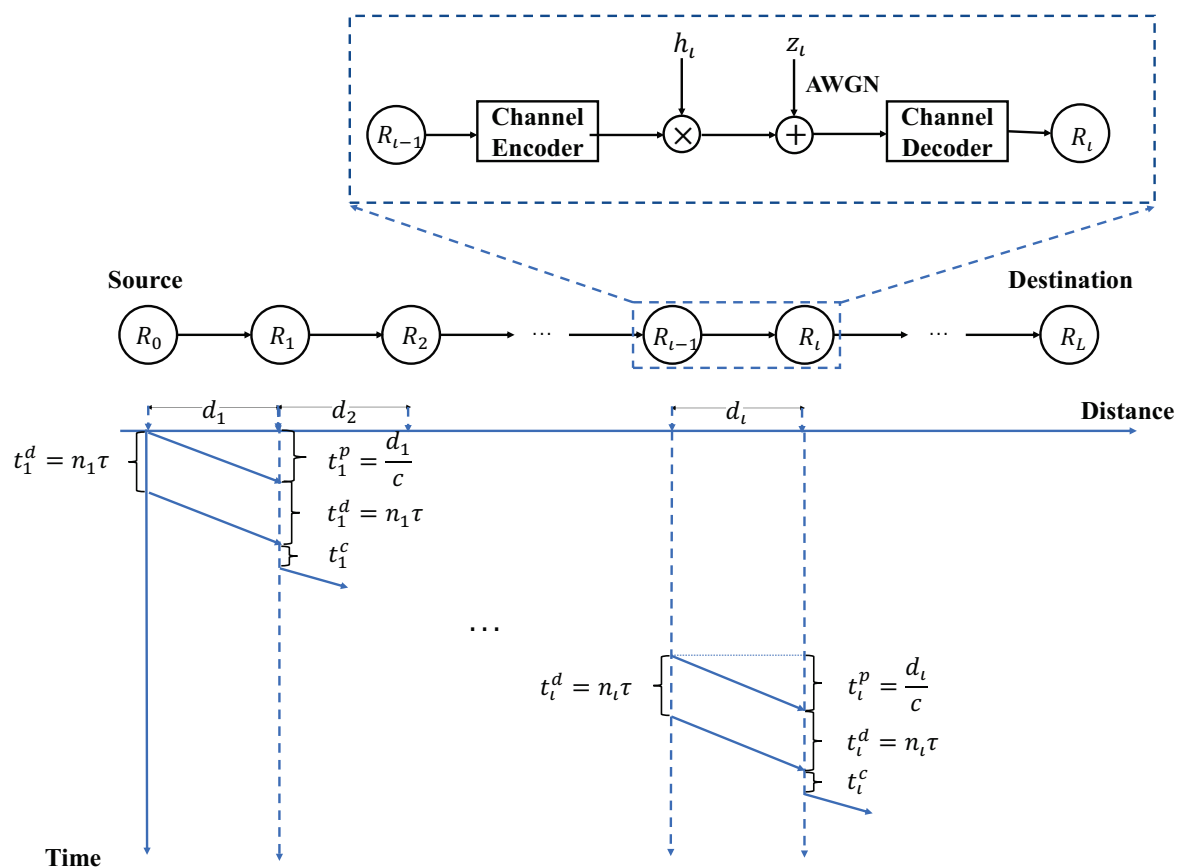 h_ι z_ι
AWGN
R_{ι−1} Channel Encoder × + Channel Decoder R_ι
Source Destination
R_0 R_1 R_2 ... R_{ι−1} R_ι ... R_L
d_1 d_2 d_ι Distance
t_1^d = n_1τ
t_1^p = d_1/c
t_1^d = n_1τ
t_1^c
...
t_ι^d = n_ιτ
t_ι^p = d_ι/c
t_ι^d = n_ιτ
t_ι^c
Time